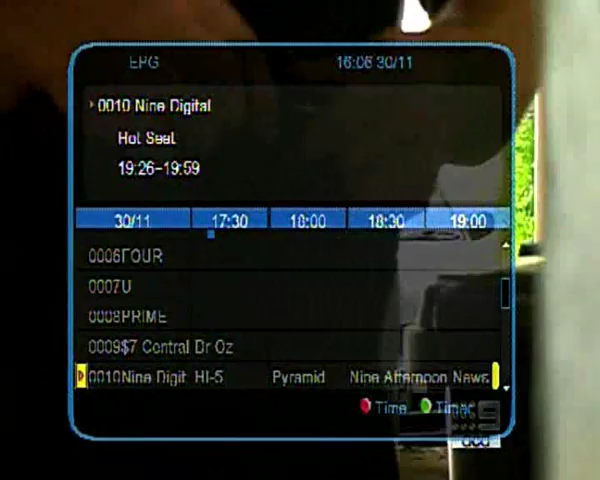 EPG 16:06 30/11
0010 Nine Digital
Hot Seat
19:26-19:59
30/11 17:30 18:00 18:30 19:00
0006FOUR
0007U
0008PRIME
0009$7 Central Dr Oz
0010Nine Digit HI-5 Pyramid Nine Afternoon News
Time Timer